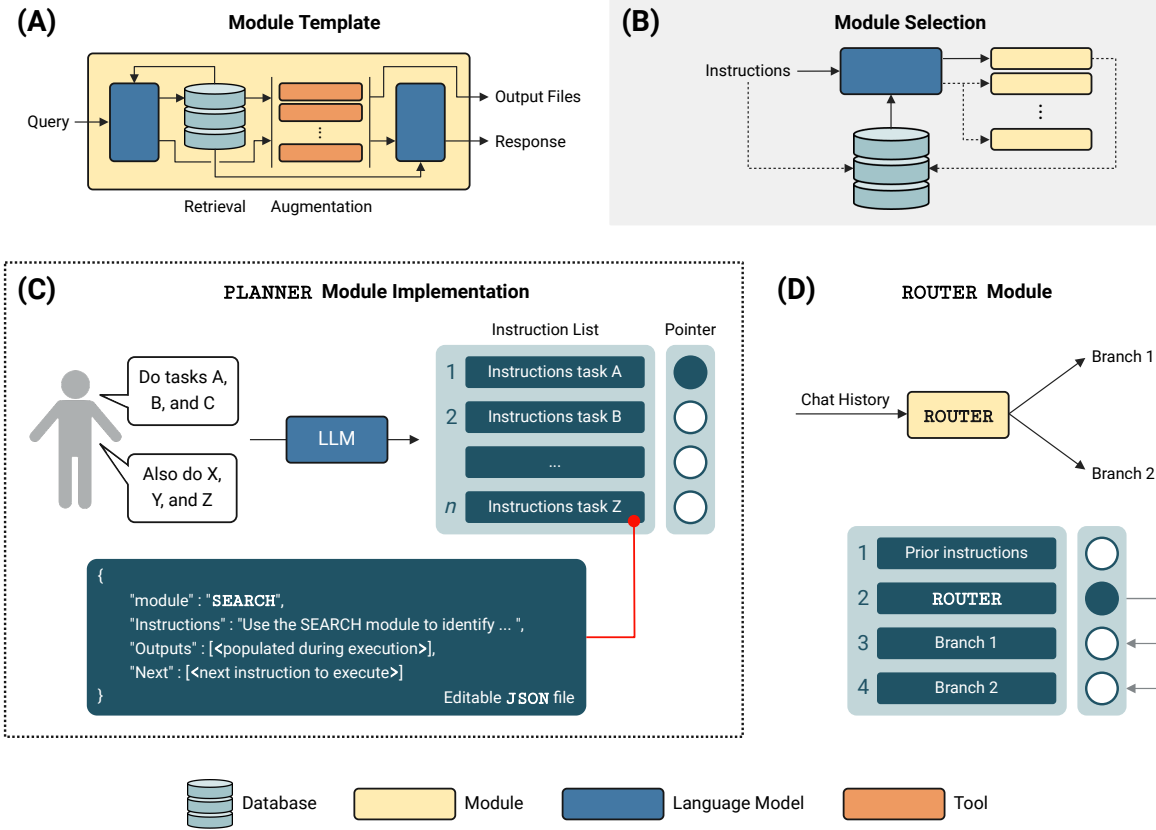 (A)
Module Template
Query
Output Files
Response
Retrieval
Augmentation
(B)
Module Selection
Instructions
(C)
PLANNER Module Implementation
Do tasks A,
B, and C
Also do X,
Y, and Z
LLM
Instruction List
Pointer
1
Instructions task A
2
Instructions task B
...
n
Instructions task Z
{
"module" : "SEARCH",
"Instructions" : "Use the SEARCH module to identify ... ",
"Outputs" : [<populated during execution>],
"Next" : [<next instruction to execute>]
}
Editable JSON file
(D)
ROUTER Module
Chat History
ROUTER
Branch 1
Branch 2
1
Prior instructions
2
ROUTER
3
Branch 1
4
Branch 2
Database
Module
Language Model
Tool